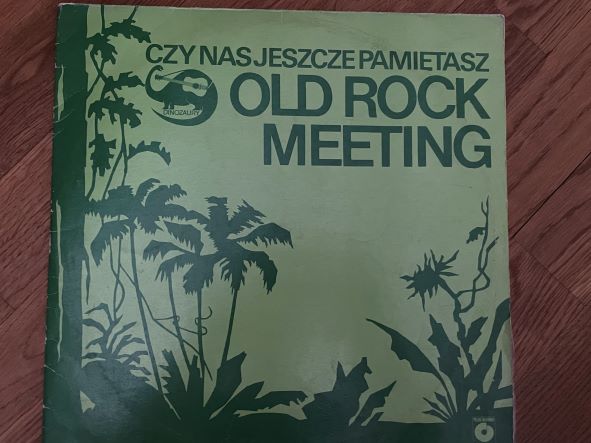 CZY NAS JESZCZE PAMIETASZ
DINOZAURY
OLD ROCK
MEETING